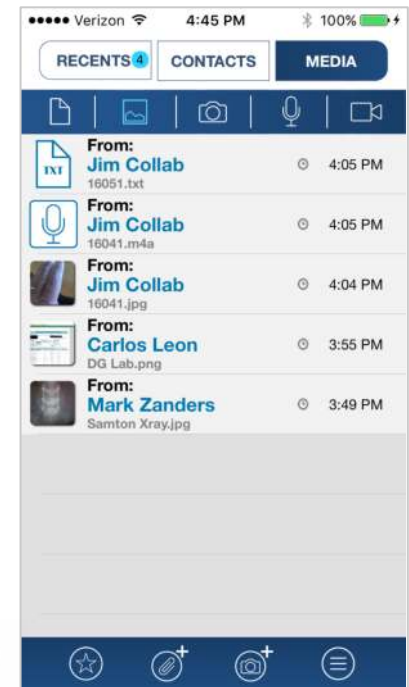 Verizon 4:45 PM 100%
RECENTS 4 CONTACTS MEDIA
TXT
From:
Jim Collab 4:05 PM
16051.txt
From:
Jim Collab 4:05 PM
16041.m4a
From:
Jim Collab 4:04 PM
16041.jpg
From:
Carlos Leon 3:55 PM
DG Lab.png
From:
Mark Zanders 3:49 PM
Samton Xray.jpg